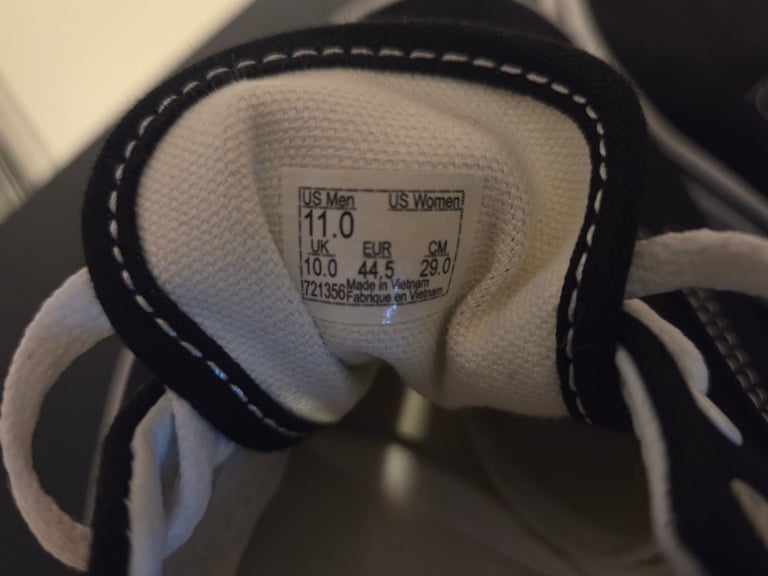 US Men US Women
11.0
UK EUR CM
10.0 44.5 29.0
721356 Made in Vietnam
Fabrique en Vietnam